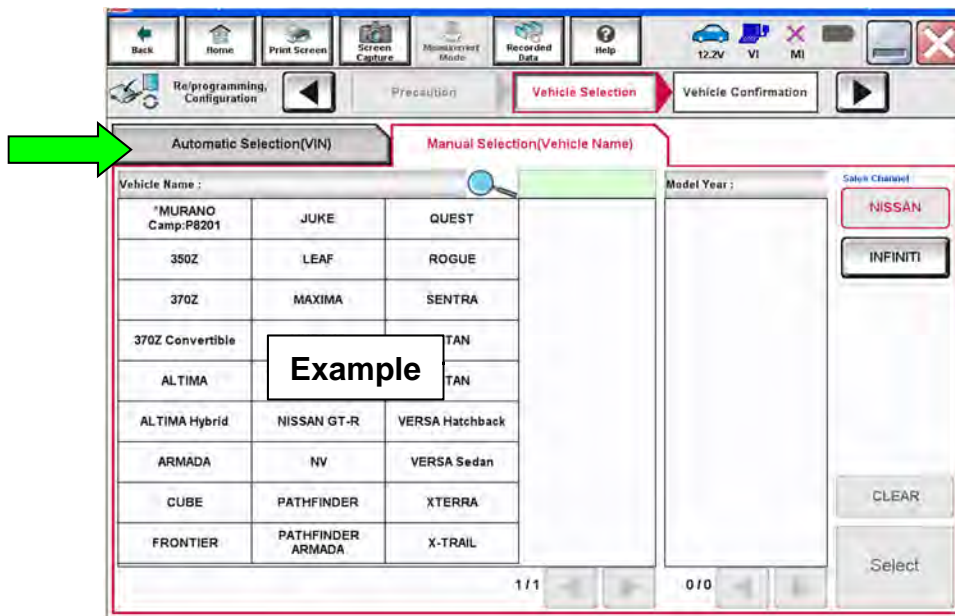 Back
Home
Print Screen
Screen
Capture
Measurement
Mode
Recorded
Data
Help
12.2V
VI
MI
Re/programming,
Configuration
Precaution
Vehicle Selection
Vehicle Confirmation
Automatic Selection(VIN)
Manual Selection(Vehicle Name)
Vehicle Name :
Model Year :
Sales Channel
*MURANO
Camp:P8201
JUKE
QUEST
NISSAN
350Z
LEAF
ROGUE
INFINITI
370Z
MAXIMA
SENTRA
370Z Convertible
TAN
Example
ALTIMA
TAN
ALTIMA Hybrid
NISSAN GT-R
VERSA Hatchback
ARMADA
NV
VERSA Sedan
CUBE
PATHFINDER
XTERRA
CLEAR
FRONTIER
PATHFINDER
ARMADA
X-TRAIL
Select
1/1
0/0